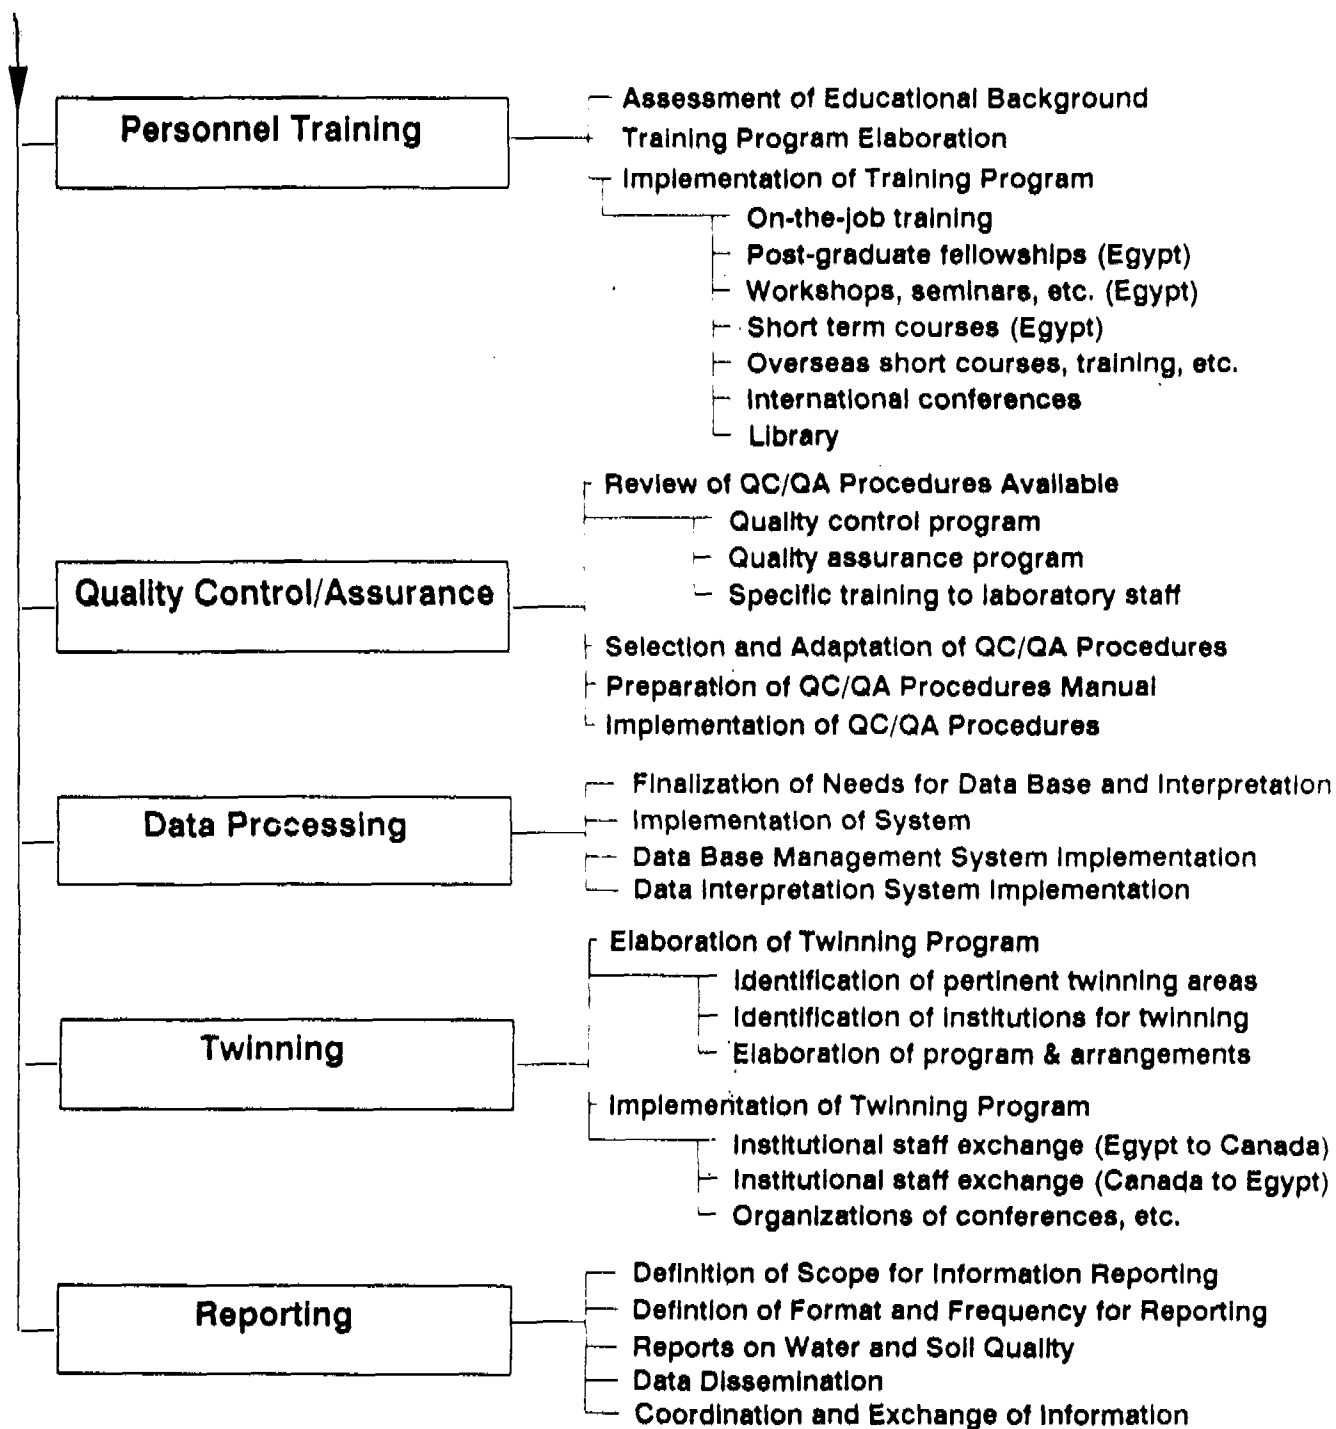 Personnel Training
Assessment of Educational Background
Training Program Elaboration
Implementation of Training Program
On-the-job training
Post-graduate fellowships (Egypt)
Workshops, seminars, etc. (Egypt)
Short term courses (Egypt)
Overseas short courses, training, etc.
International conferences
Library
Quality Control/Assurance
Review of QC/QA Procedures Available
Quality control program
Quality assurance program
Specific training to laboratory staff
Selection and Adaptation of QC/QA Procedures
Preparation of QC/QA Procedures Manual
Implementation of QC/QA Procedures
Data Processing
Finalization of Needs for Data Base and Interpretation
Implementation of System
Data Base Management System Implementation
Data Interpretation System Implementation
Twinning
Elaboration of Twinning Program
Identification of pertinent twinning areas
Identification of institutions for twinning
Elaboration of program & arrangements
Implementation of Twinning Program
Institutional staff exchange (Egypt to Canada)
Institutional staff exchange (Canada to Egypt)
Organizations of conferences, etc.
Reporting
Definition of Scope for Information Reporting
Defintion of Format and Frequency for Reporting
Reports on Water and Soil Quality
Data Dissemination
Coordination and Exchange of Information